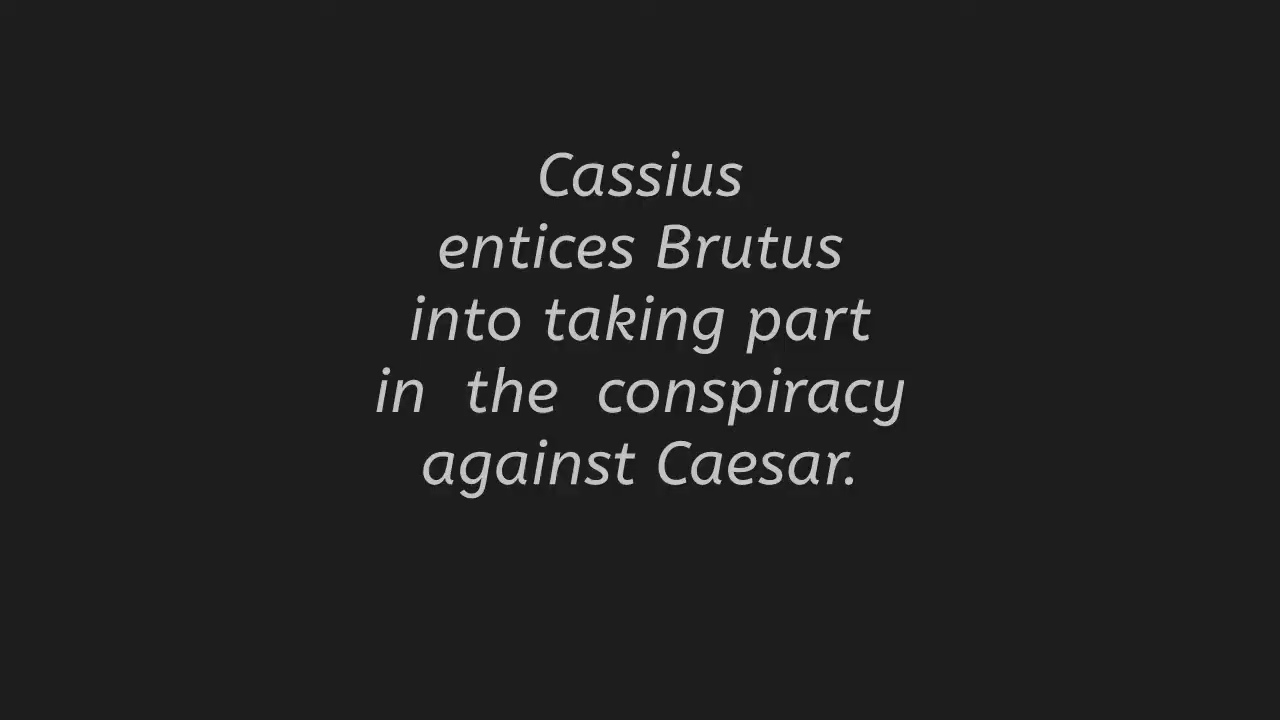 Cassius
entices Brutus
into taking part
in the conspiracy
against Caesar.